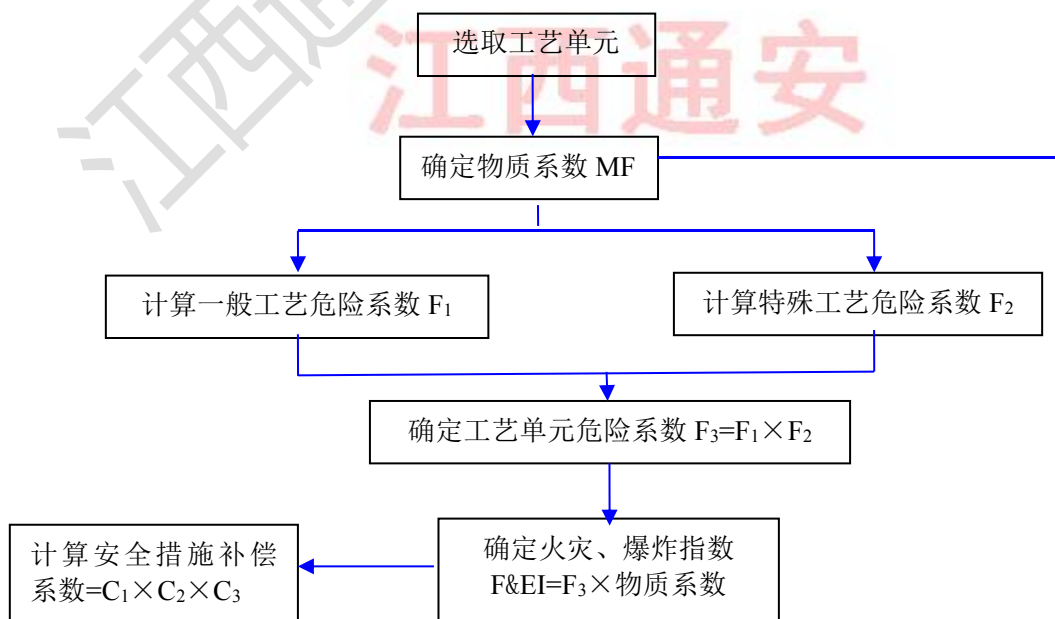 选取工艺单元
江西通安
江西通
确定物质系数 MF
计算一般工艺危险系数 F₁
计算特殊工艺危险系数 F₂
确定工艺单元危险系数 F₃=F₁×F₂
计算安全措施补偿
系数=C₁×C₂×C₃
确定火灾、爆炸指数
F&EI=F₃×物质系数